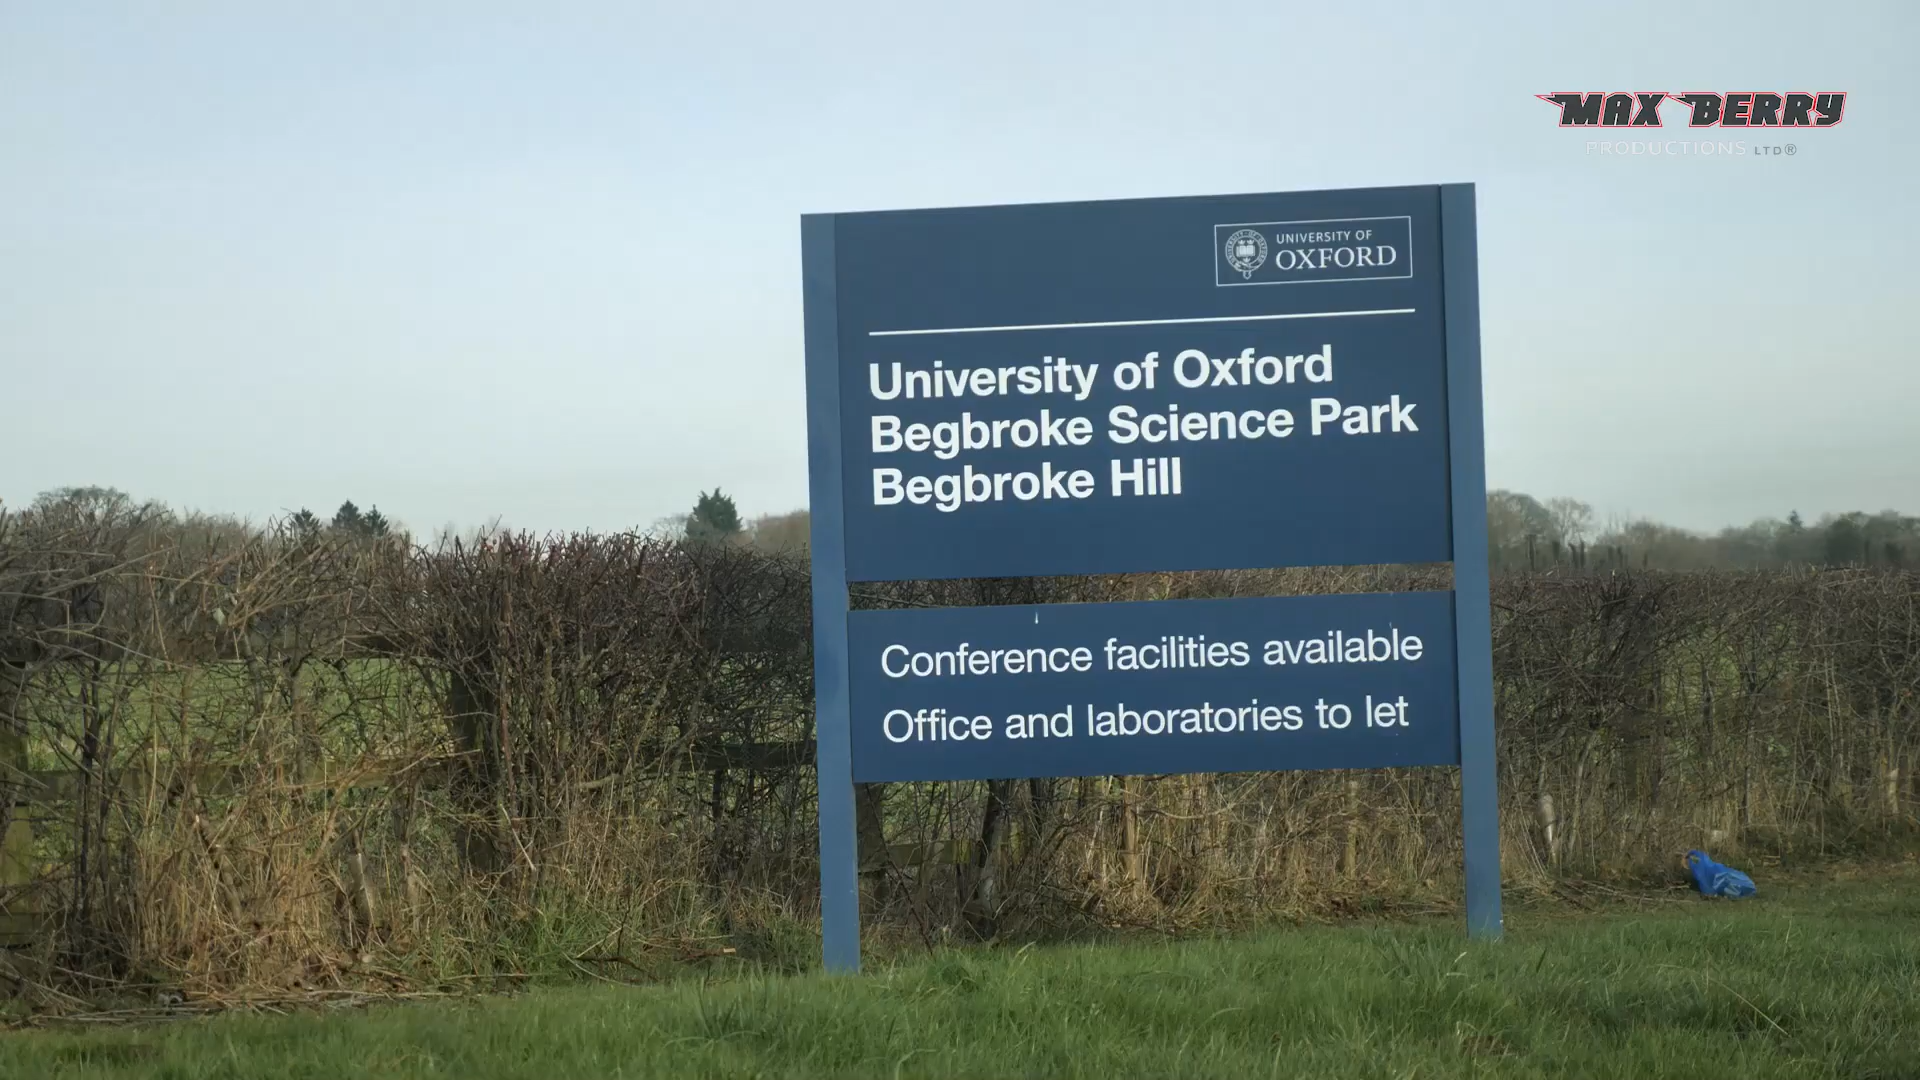 MAX BERRY
PRODUCTIONS LTD®
UNIVERSITY OF
OXFORD
University of Oxford
Begbroke Science Park
Begbroke Hill
Conference facilities available
Office and laboratories to let